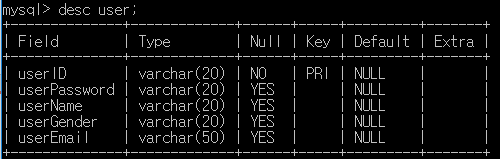 mysql> desc user;
+--------------+-------------+------+-----+---------+-------+
| Field        | Type        | Null | Key | Default | Extra |
+--------------+-------------+------+-----+---------+-------+
| userID       | varchar(20) | NO   | PRI | NULL    |       |
| userPassword | varchar(20) | YES  |     | NULL    |       |
| userName     | varchar(20) | YES  |     | NULL    |       |
| userGender   | varchar(20) | YES  |     | NULL    |       |
| userEmail    | varchar(50) | YES  |     | NULL    |       |
+--------------+-------------+------+-----+---------+-------+